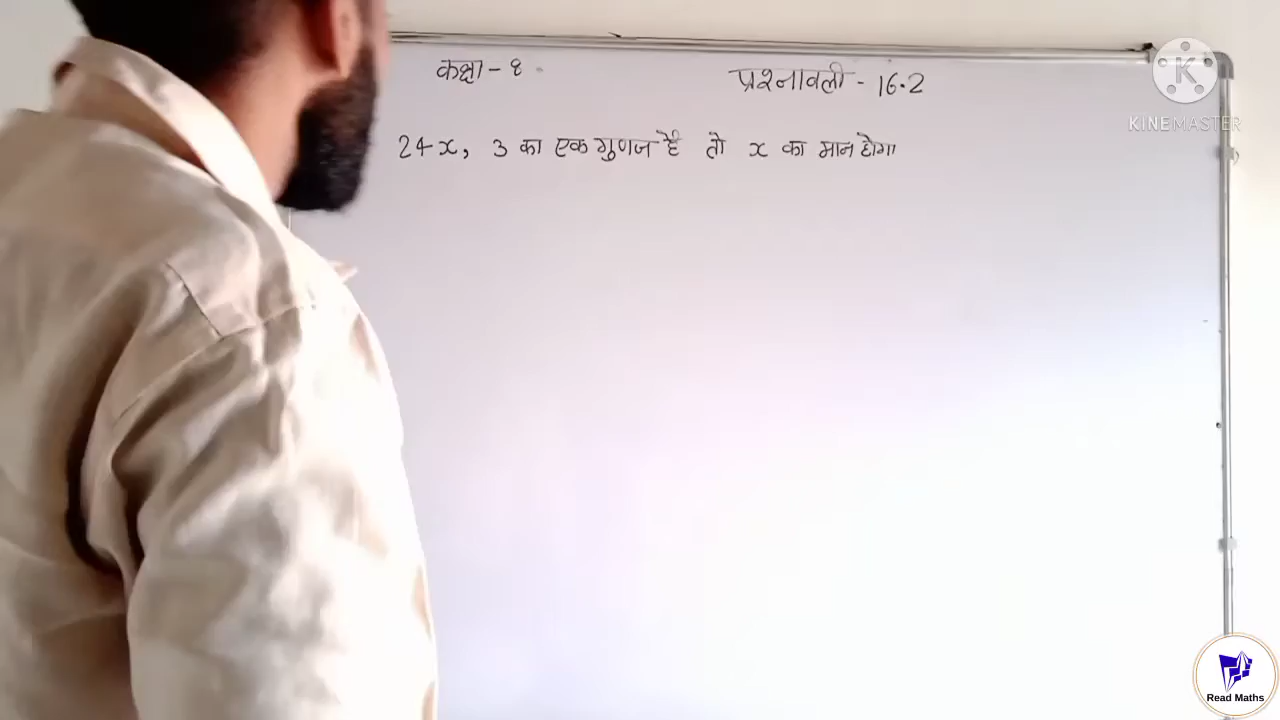 कक्षा - 8
प्रश्नावली - 16.2
24x, 3 का एक गुणज है तो x का मान होगा
K
KINEMASTER
Read Maths